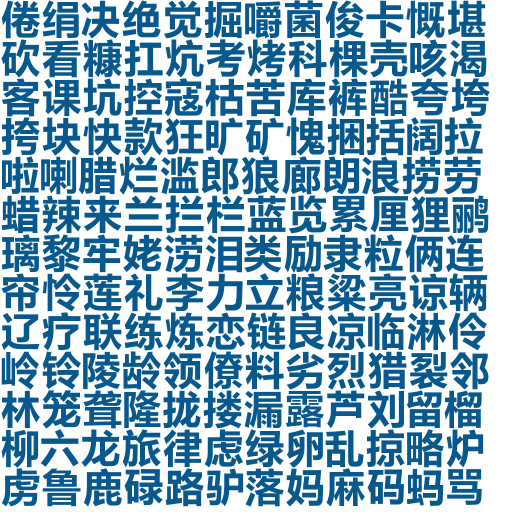 倦绢决绝觉掘嚼菌俊卡慨堪
砍看糠扛炕考烤科棵壳咳渴
客课坑控寇枯苦库裤酷夸垮
挎块快款狂旷矿愧捆括阔拉
啦喇腊烂滥郎狼廊朗浪捞劳
蜡辣来兰拦栏蓝览累厘狸鹂
璃黎牢姥涝泪类励隶粒俩连
帘怜莲礼李力立粮粱亮谅辆
辽疗联练炼恋链良凉临淋伶
岭铃陵龄领僚料劣烈猎裂邻
林笼聋隆拢搂漏露芦刘留榴
柳六龙旅律虑绿卵乱掠略炉
虏鲁鹿碌路驴落妈麻码蚂骂